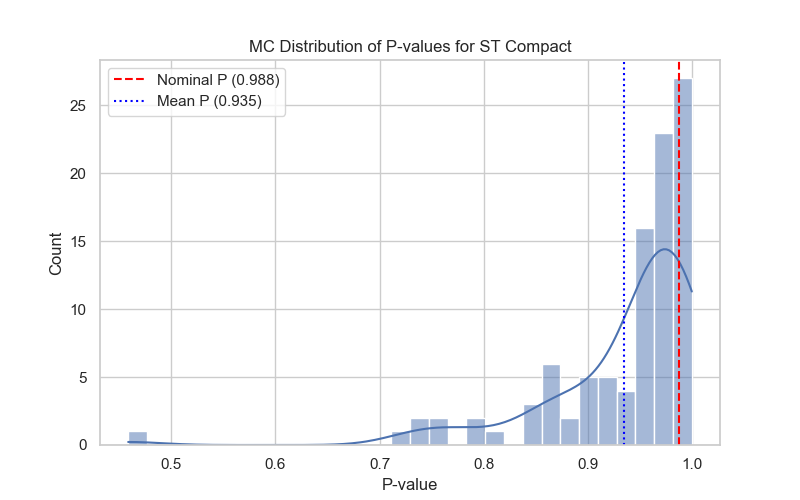 MC Distribution of P-values for ST Compact
Nominal P (0.988)
Mean P (0.935)
25
20
15
10
5
0
Count
0.5 0.6 0.7 0.8 0.9 1.0
P-value